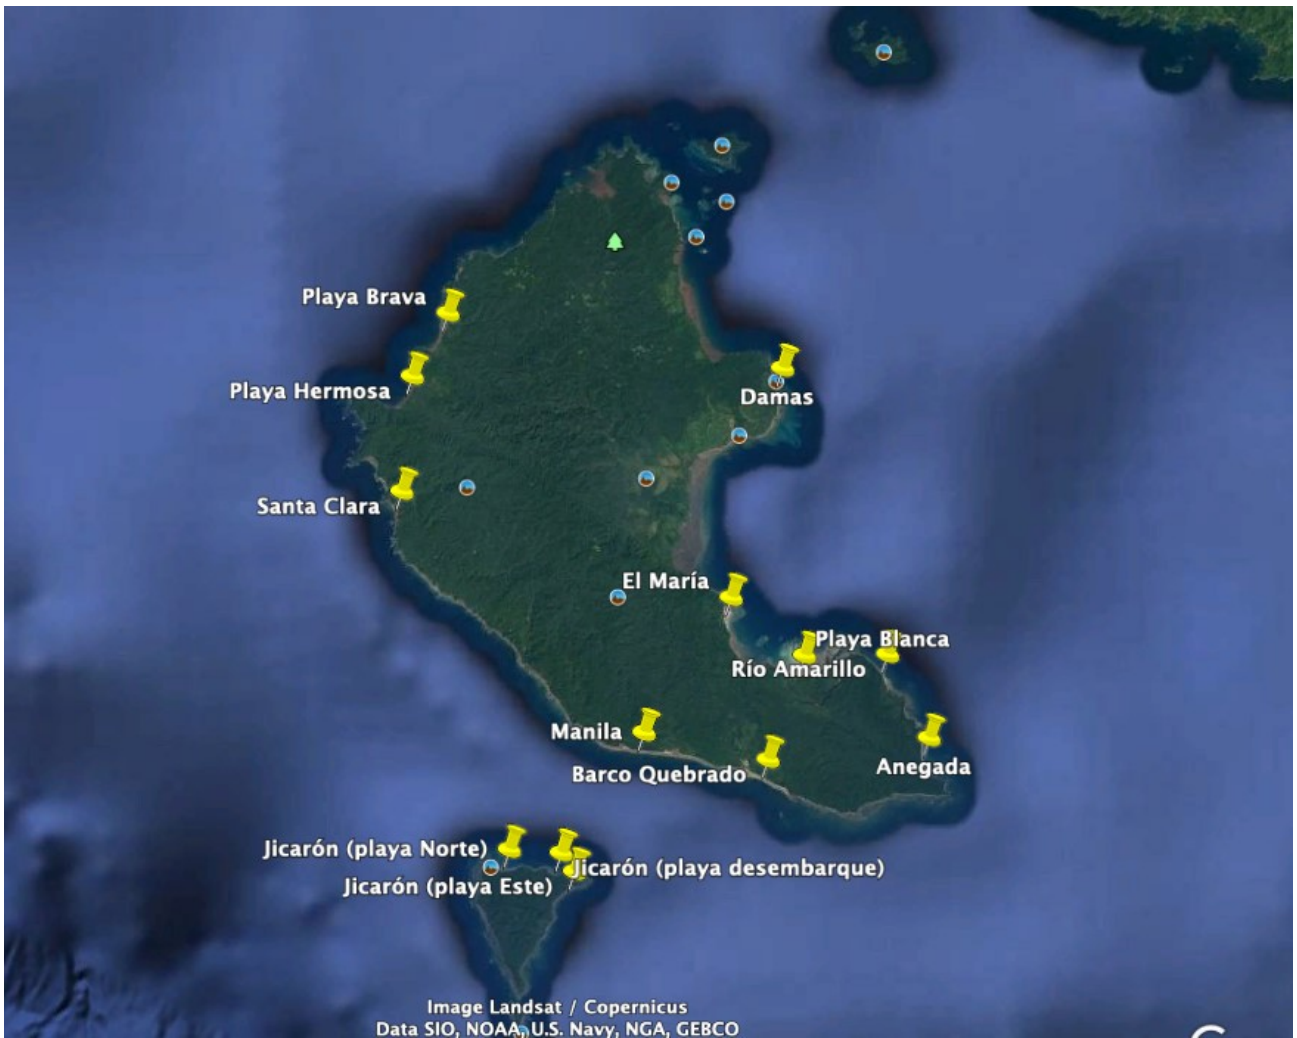 Playa Brava
Playa Hermosa
Damas
Santa Clara
El María
Playa Blanca
Río Amarillo
Manila
Anegada
Barco Quebrado
Jicarón (playa Norte)
Jicarón (playa desembarque)
Jicarón (playa Este)
Image Landsat / Copernicus
Data SIO, NOAA, U.S. Navy, NGA, GEBCO